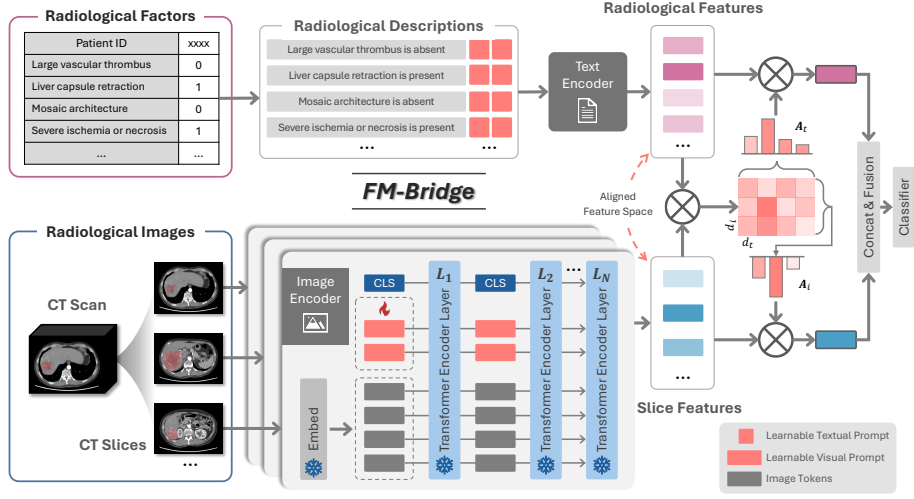 Radiological Factors
Patient ID xxxx
Large vascular thrombus 0
Liver capsule retraction 1
Mosaic architecture 0
Severe ischemia or necrosis 1
... ...
Radiological Descriptions
Large vascular thrombus is absent
Liver capsule retraction is present
Mosaic architecture is absent
Severe ischemia or necrosis is present
... ...
Text
Encoder
Radiological Features
...
A_t
FM-Bridge
Aligned
Feature Space
d_i
d_t
A_i
Concat & Fusion
Classifier
Radiological Images
CT Scan
CT Slices
...
Image
Encoder
CLS
L_1
CLS
L_2
...
L_N
Transformer Encoder Layer
Transformer Encoder Layer
Transformer Encoder Layer
Embed
...
Slice Features
Learnable Textual Prompt
Learnable Visual Prompt
Image Tokens